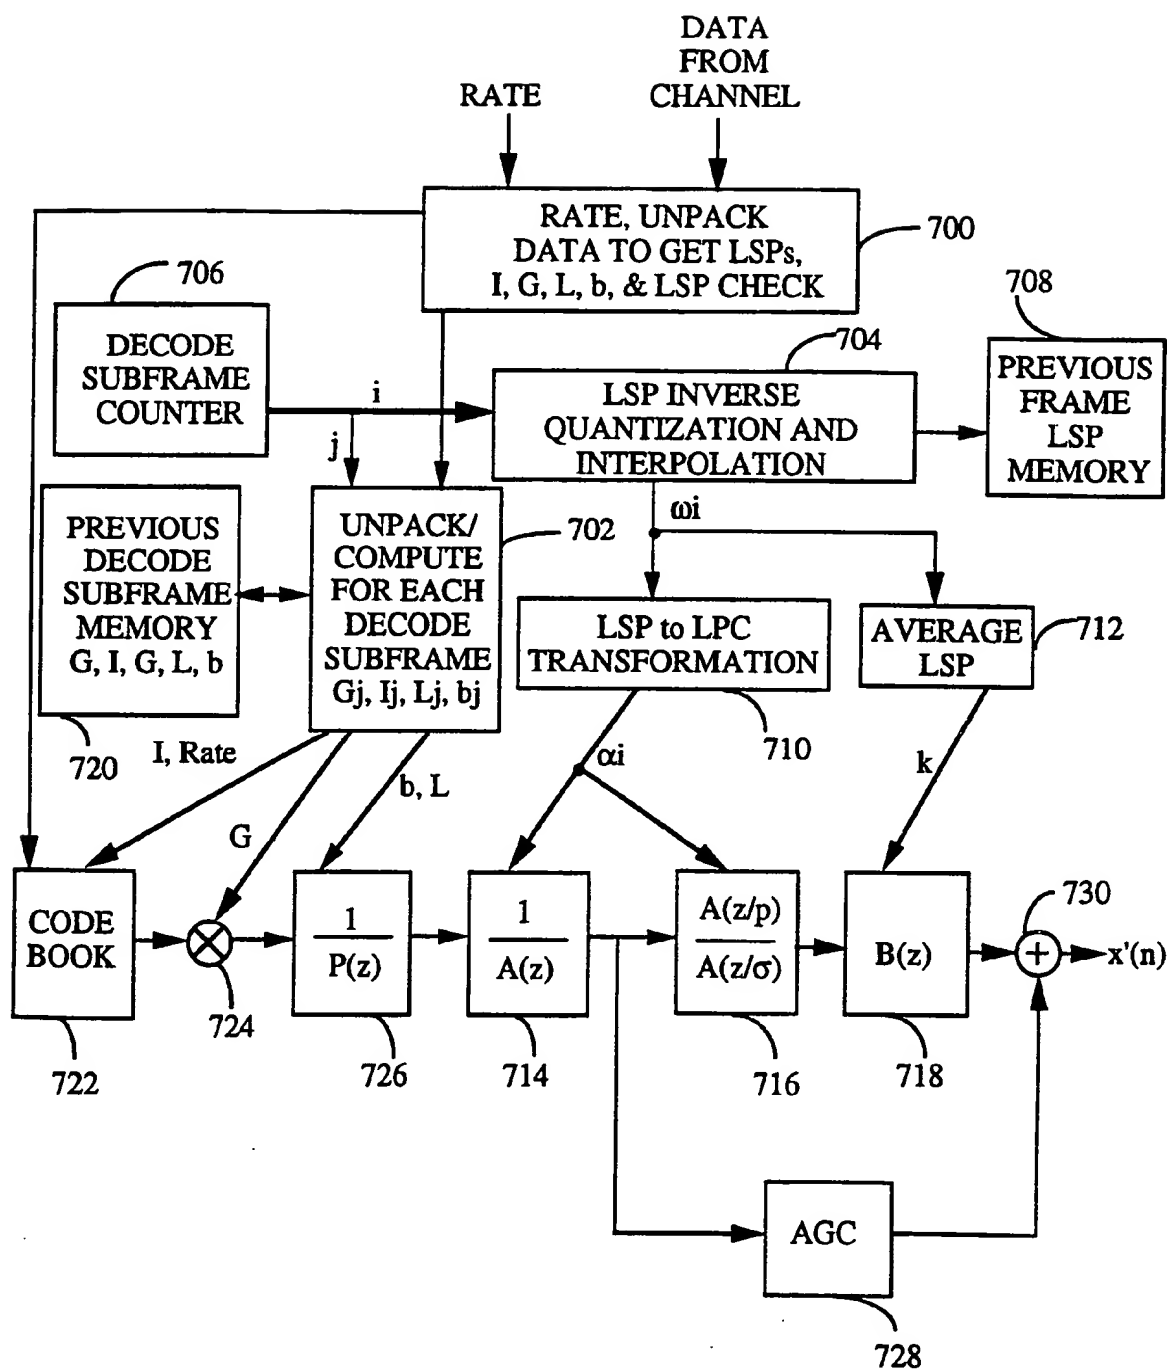 DATA
FROM
CHANNEL
RATE
RATE, UNPACK
DATA TO GET LSPs,
I, G, L, b, & LSP CHECK
700
706
DECODE
SUBFRAME
COUNTER
i
j
704
LSP INVERSE
QUANTIZATION AND
INTERPOLATION
708
PREVIOUS
FRAME
LSP
MEMORY
PREVIOUS
DECODE
SUBFRAME
MEMORY
G, I, G, L, b
720
UNPACK/
COMPUTE
FOR EACH
DECODE
SUBFRAME
Gj, Ij, Lj, bj
702
ωi
LSP to LPC
TRANSFORMATION
710
AVERAGE
LSP
712
I, Rate
G
b, L
αi
k
CODE
BOOK
722
724
1
P(z)
726
1
A(z)
714
A(z/p)
A(z/σ)
716
B(z)
718
730
+
x'(n)
AGC
728